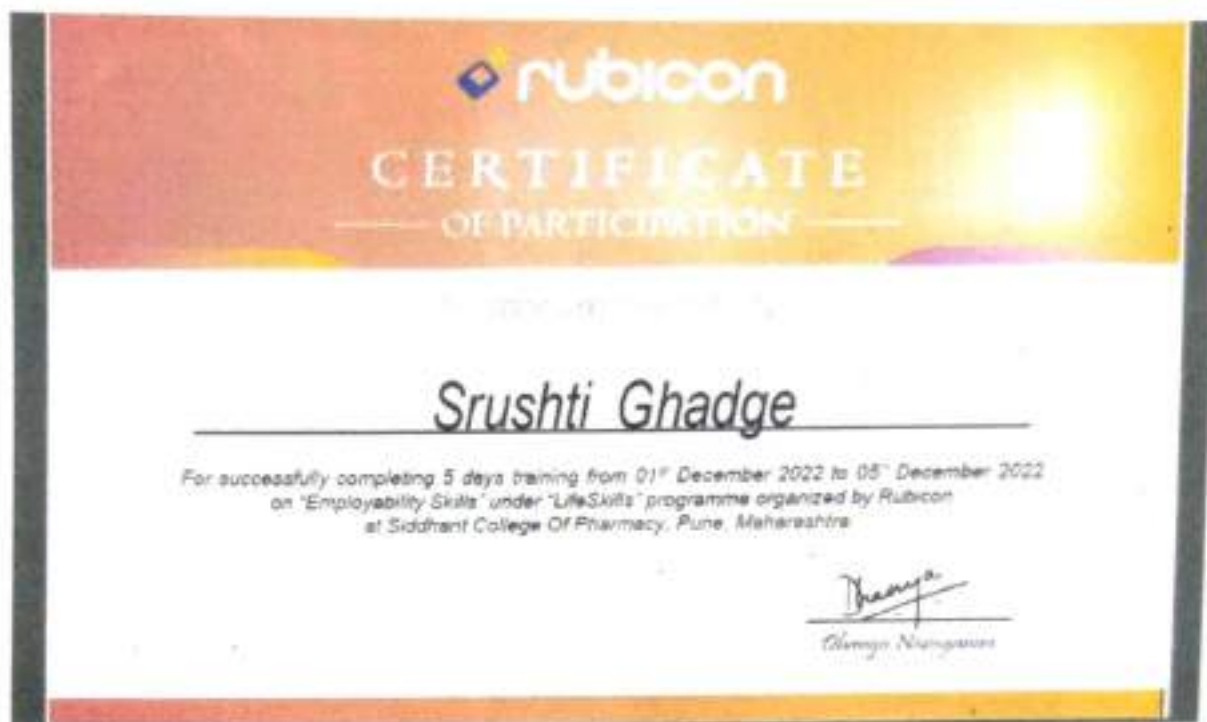 rubicon
CERTIFICATE
OF PARTICIPATION
Srushti Ghadge
For successfully completing 5 days training from 01st December 2022 to 05th December 2022
on "Employability Skills" under "LifeSkills" programme organized by Rubicon
at Siddhant College Of Pharmacy, Pune, Maharashtra
Dhaenya